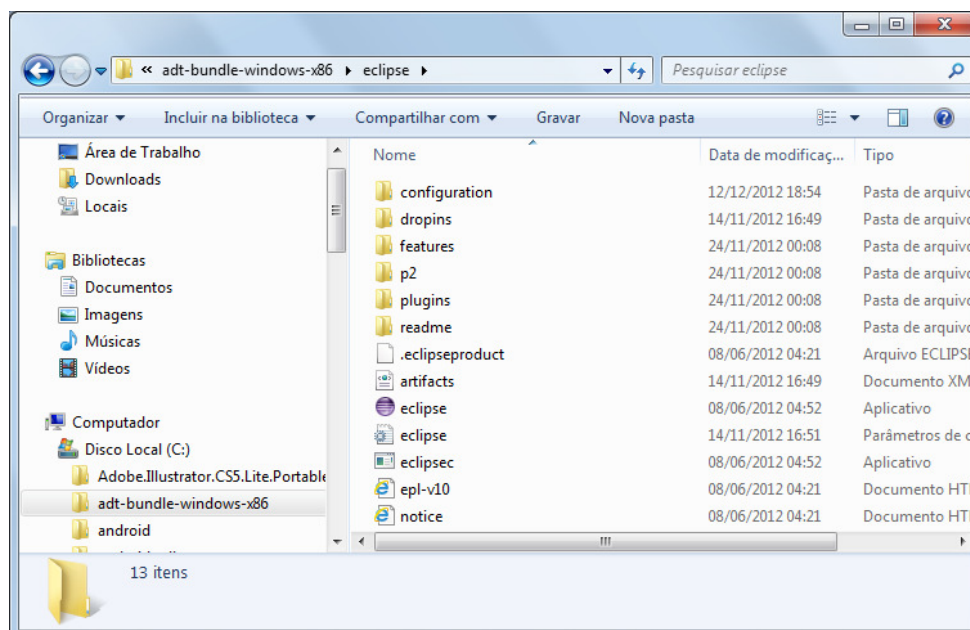 « adt-bundle-windows-x86 ▸ eclipse ▸ Pesquisar eclipse
Organizar Incluir na biblioteca Compartilhar com Gravar Nova pasta
Área de Trabalho
Downloads
Locais
Bibliotecas
Documentos
Imagens
Músicas
Vídeos
Computador
Disco Local (C:)
Adobe.Illustrator.CS5.Lite.Portable
adt-bundle-windows-x86
android
Nome Data de modificaç... Tipo
configuration 12/12/2012 18:54 Pasta de arquivo
dropins 14/11/2012 16:49 Pasta de arquivo
features 24/11/2012 00:08 Pasta de arquivo
p2 24/11/2012 00:08 Pasta de arquivo
plugins 24/11/2012 00:08 Pasta de arquivo
readme 24/11/2012 00:08 Pasta de arquivo
.eclipseproduct 08/06/2012 04:21 Arquivo ECLIPS
artifacts 14/11/2012 16:49 Documento XM
eclipse 08/06/2012 04:52 Aplicativo
eclipse 14/11/2012 16:51 Parâmetros de c
eclipsec 08/06/2012 04:52 Aplicativo
epl-v10 08/06/2012 04:21 Documento HT
notice 08/06/2012 04:21 Documento HT
13 itens